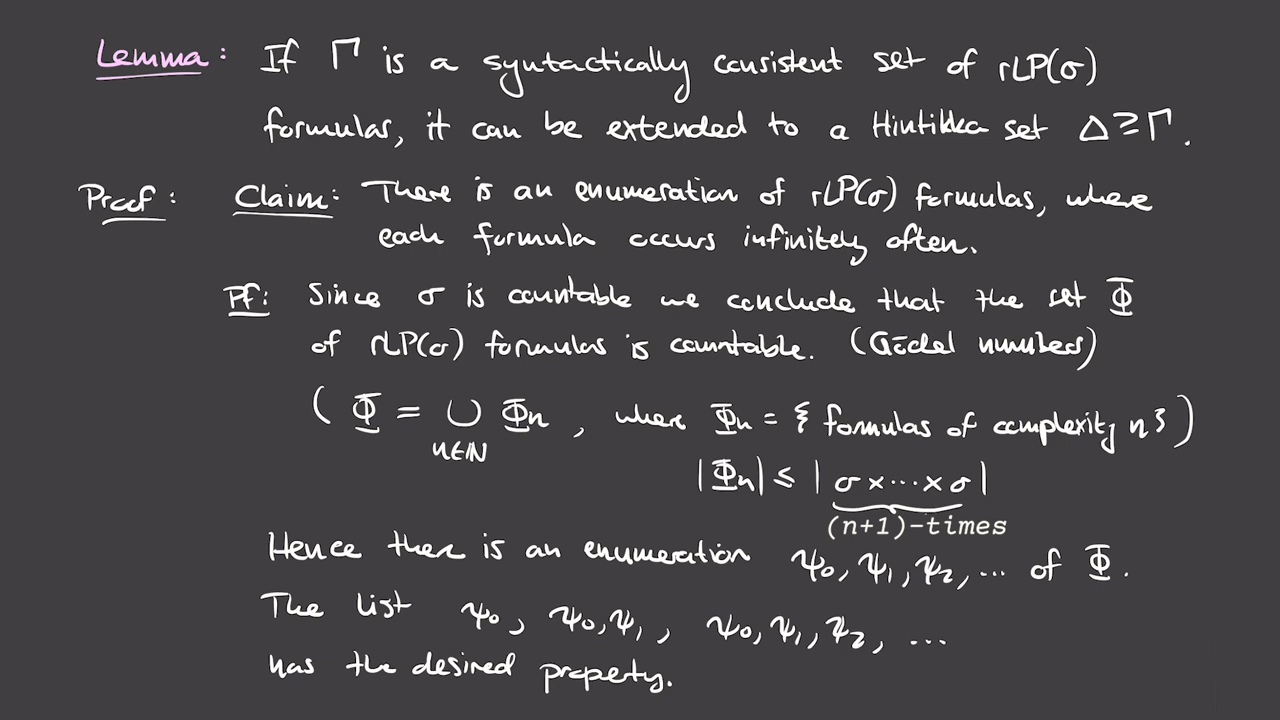 Lemma: If Γ is a syntactically consistent set of rLP(σ)
formulas, it can be extended to a Hintikka set Δ⊇Γ.
Proof: Claim: There is an enumeration of rLP(σ) formulas, where
each formula occurs infinitely often.
Pf: Since σ is countable we conclude that the set Φ
of rLP(σ) formulas is countable. (Gödel numbers)
( Φ = ∪ Φn , where Φn = { formulas of complexity n } )
n∈ℕ
|Φn| ≤ | σ×···×σ |
(n+1)-times
Hence there is an enumeration ψ0, ψ1, ψ2, ... of Φ.
The list ψ0, ψ0,ψ1, ψ0,ψ1,ψ2, ...
has the desired property.